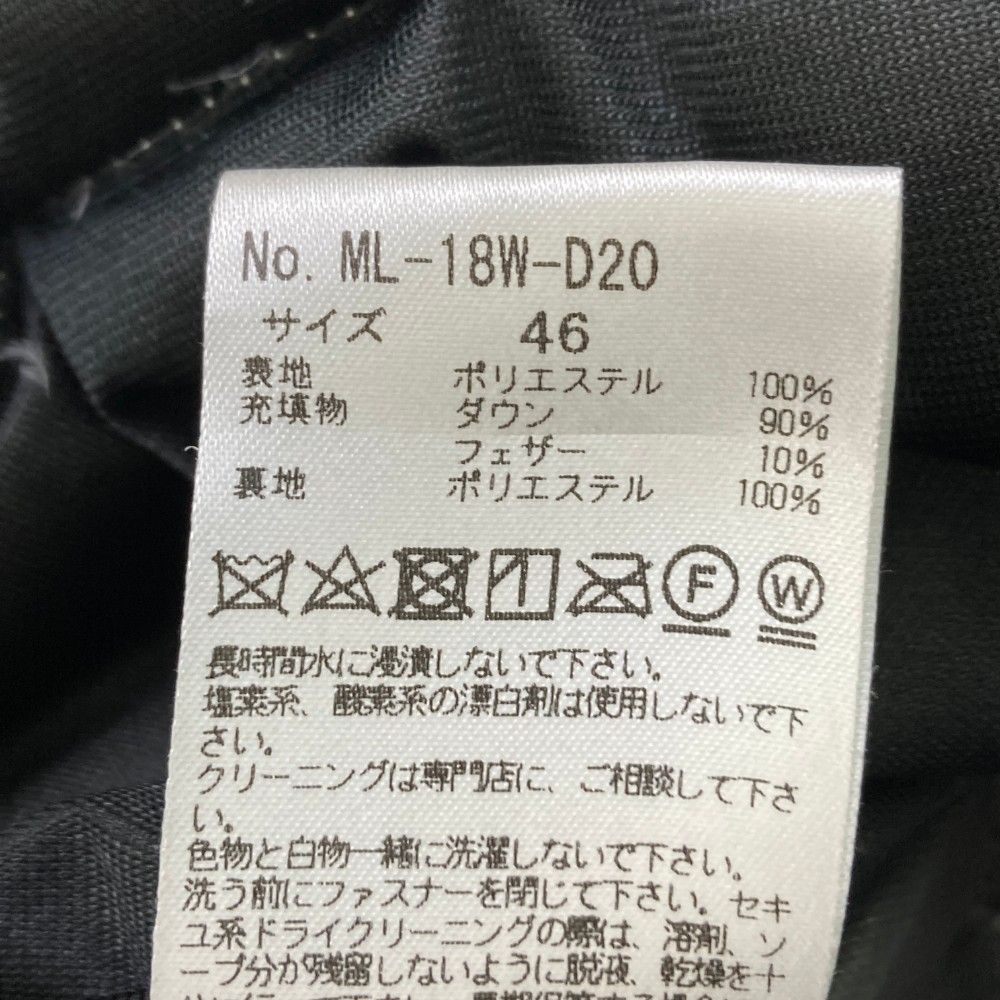 No. ML-18W-D20
サイズ 46
表地 ポリエステル 100%
充填物 ダウン 90%
フェザー 10%
裏地 ポリエステル 100%
F W
長時間水に浸漬しないで下さい。
塩素系、酸素系の漂白剤は使用しないで下
さい。
クリーニングは専門店に、ご相談して下さ
い。
色物と白物一緒に洗濯しないで下さい。
洗う前にファスナーを閉じて下さい。セキ
ユ系ドライクリーニングの際は、溶剤、ソ
ープ分が残留しないように脱液、乾燥を十